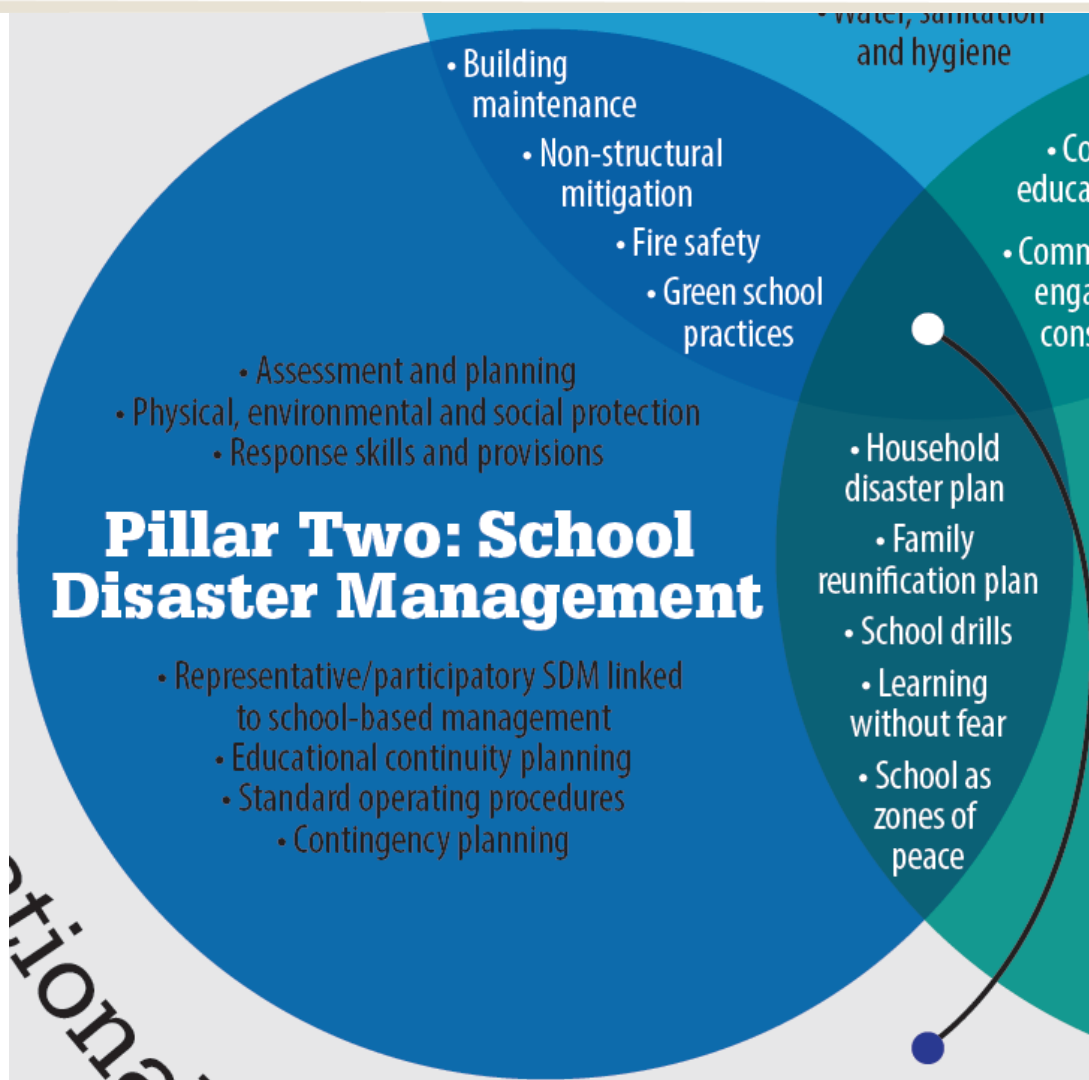 and hygiene
• Building
maintenance
• Non-structural
mitigation
• Fire safety
• Green school
practices
• Assessment and planning
• Physical, environmental and social protection
• Response skills and provisions
Pillar Two: School
Disaster Management
• Representative/participatory SDM linked
to school-based management
• Educational continuity planning
• Standard operating procedures
• Contingency planning
• Household
disaster plan
• Family
reunification plan
• School drills
• Learning
without fear
• School as
zones of
peace